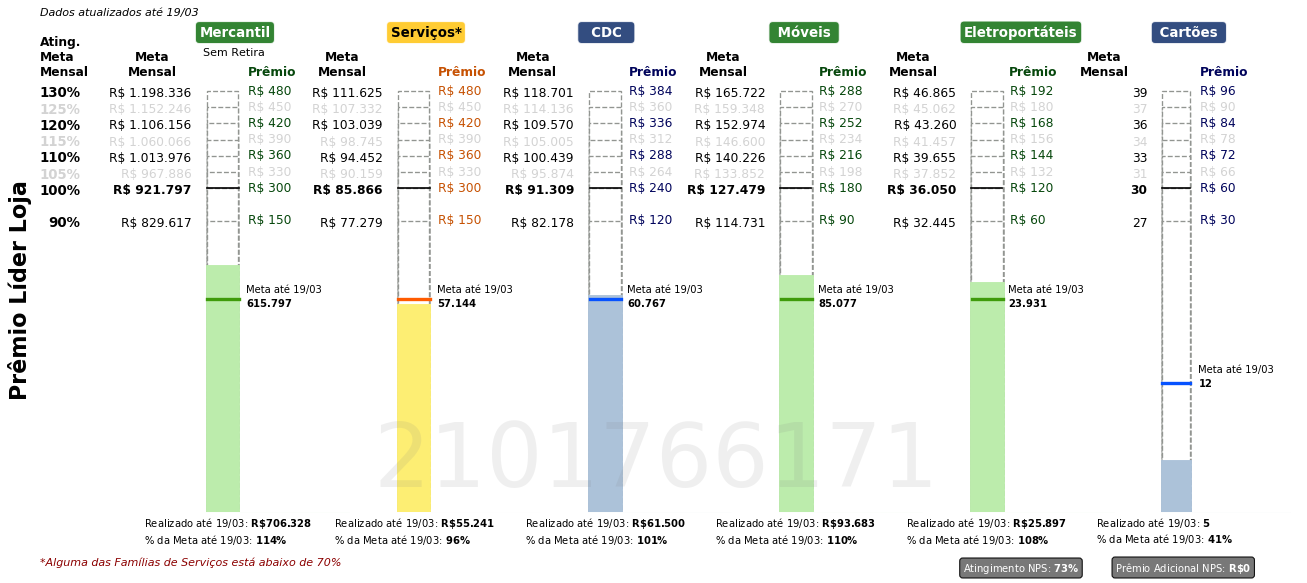 Dados atualizados até 19/03
Mercantil Serviços* CDC Móveis Eletroportáteis Cartões
Sem Retira
Ating. Meta Mensal
Meta Mensal Prêmio Meta Mensal Prêmio Meta Mensal Prêmio Meta Mensal Prêmio Meta Mensal Prêmio Meta Mensal Prêmio
130% R$ 1.198.336 R$ 480 R$ 111.625 R$ 480 R$ 118.701 R$ 384 R$ 165.722 R$ 288 R$ 46.865 R$ 192 39 R$ 96
125% R$ 1.152.246 R$ 450 R$ 107.332 R$ 450 R$ 114.136 R$ 360 R$ 159.348 R$ 270 R$ 45.062 R$ 180 37 R$ 90
120% R$ 1.106.156 R$ 420 R$ 103.039 R$ 420 R$ 109.570 R$ 336 R$ 152.974 R$ 252 R$ 43.260 R$ 168 36 R$ 84
115% R$ 1.060.066 R$ 390 R$ 98.745 R$ 390 R$ 105.005 R$ 312 R$ 146.600 R$ 234 R$ 41.457 R$ 156 34 R$ 78
110% R$ 1.013.976 R$ 360 R$ 94.452 R$ 360 R$ 100.439 R$ 288 R$ 140.226 R$ 216 R$ 39.655 R$ 144 33 R$ 72
105% R$ 967.886 R$ 330 R$ 90.159 R$ 330 R$ 95.874 R$ 264 R$ 133.852 R$ 198 R$ 37.852 R$ 132 31 R$ 66
100% R$ 921.797 R$ 300 R$ 85.866 R$ 300 R$ 91.309 R$ 240 R$ 127.479 R$ 180 R$ 36.050 R$ 120 30 R$ 60
90% R$ 829.617 R$ 150 R$ 77.279 R$ 150 R$ 82.178 R$ 120 R$ 114.731 R$ 90 R$ 32.445 R$ 60 27 R$ 30
Prêmio Líder Loja
Meta até 19/03 Meta até 19/03 Meta até 19/03 Meta até 19/03 Meta até 19/03
615.797 57.144 60.767 85.077 23.931
Meta até 19/03
12
2101766171
Realizado até 19/03: R$706.328 Realizado até 19/03: R$55.241 Realizado até 19/03: R$61.500 Realizado até 19/03: R$93.683 Realizado até 19/03: R$25.897 Realizado até 19/03: 5
% da Meta até 19/03: 114% % da Meta até 19/03: 96% % da Meta até 19/03: 101% % da Meta até 19/03: 110% % da Meta até 19/03: 108% % da Meta até 19/03: 41%
*Alguma das Famílias de Serviços está abaixo de 70%
Atingimento NPS: 73% Prêmio Adicional NPS: R$0